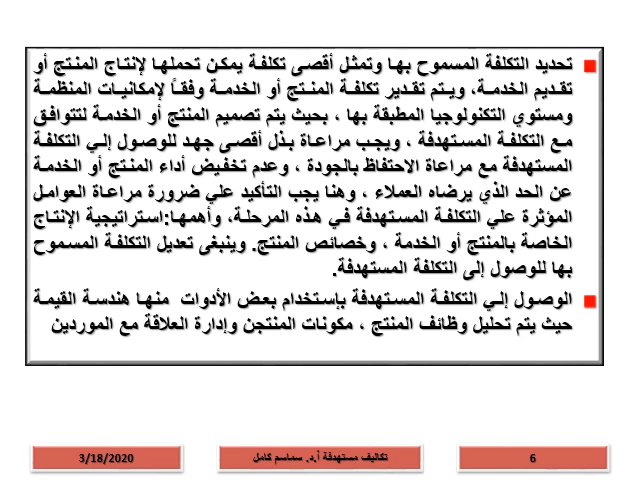 تحديد التكلفة المسموح بها وتمثل أقصى تكلفة يمكن تحملها لإنتاج المنتج أو
تقديم الخدمة، ويتم تقدير تكلفة المنتج أو الخدمة وفقاً لإمكانيات المنظمة
ومستوي التكنولوجيا المطبقة بها ، بحيث يتم تصميم المنتج أو الخدمة لتتوافق
مع التكلفة المستهدفة ، ويجب مراعاة بذل أقصى جهد للوصول إلي التكلفة
المستهدفة مع مراعاة الاحتفاظ بالجودة ، وعدم تخفيض أداء المنتج أو الخدمة
عن الحد الذي يرضاه العملاء ، وهنا يجب التأكيد علي ضرورة مراعاة العوامل
المؤثرة علي التكلفة المستهدفة في هذه المرحلة، وأهمها:استراتيجية الإنتاج
الخاصة بالمنتج أو الخدمة ، وخصائص المنتج. وينبغى تعديل التكلفة المسموح
بها للوصول إلى التكلفة المستهدفة.
الوصول إلي التكلفة المستهدفة بإستخدام بعض الأدوات منها هندسة القيمة
حيث يتم تحليل وظائف المنتج ، مكونات المنتجن وإدارة العلاقة مع الموردين
6
تكاليف مستهدفة أ.د. سماسم كامل
3/18/2020